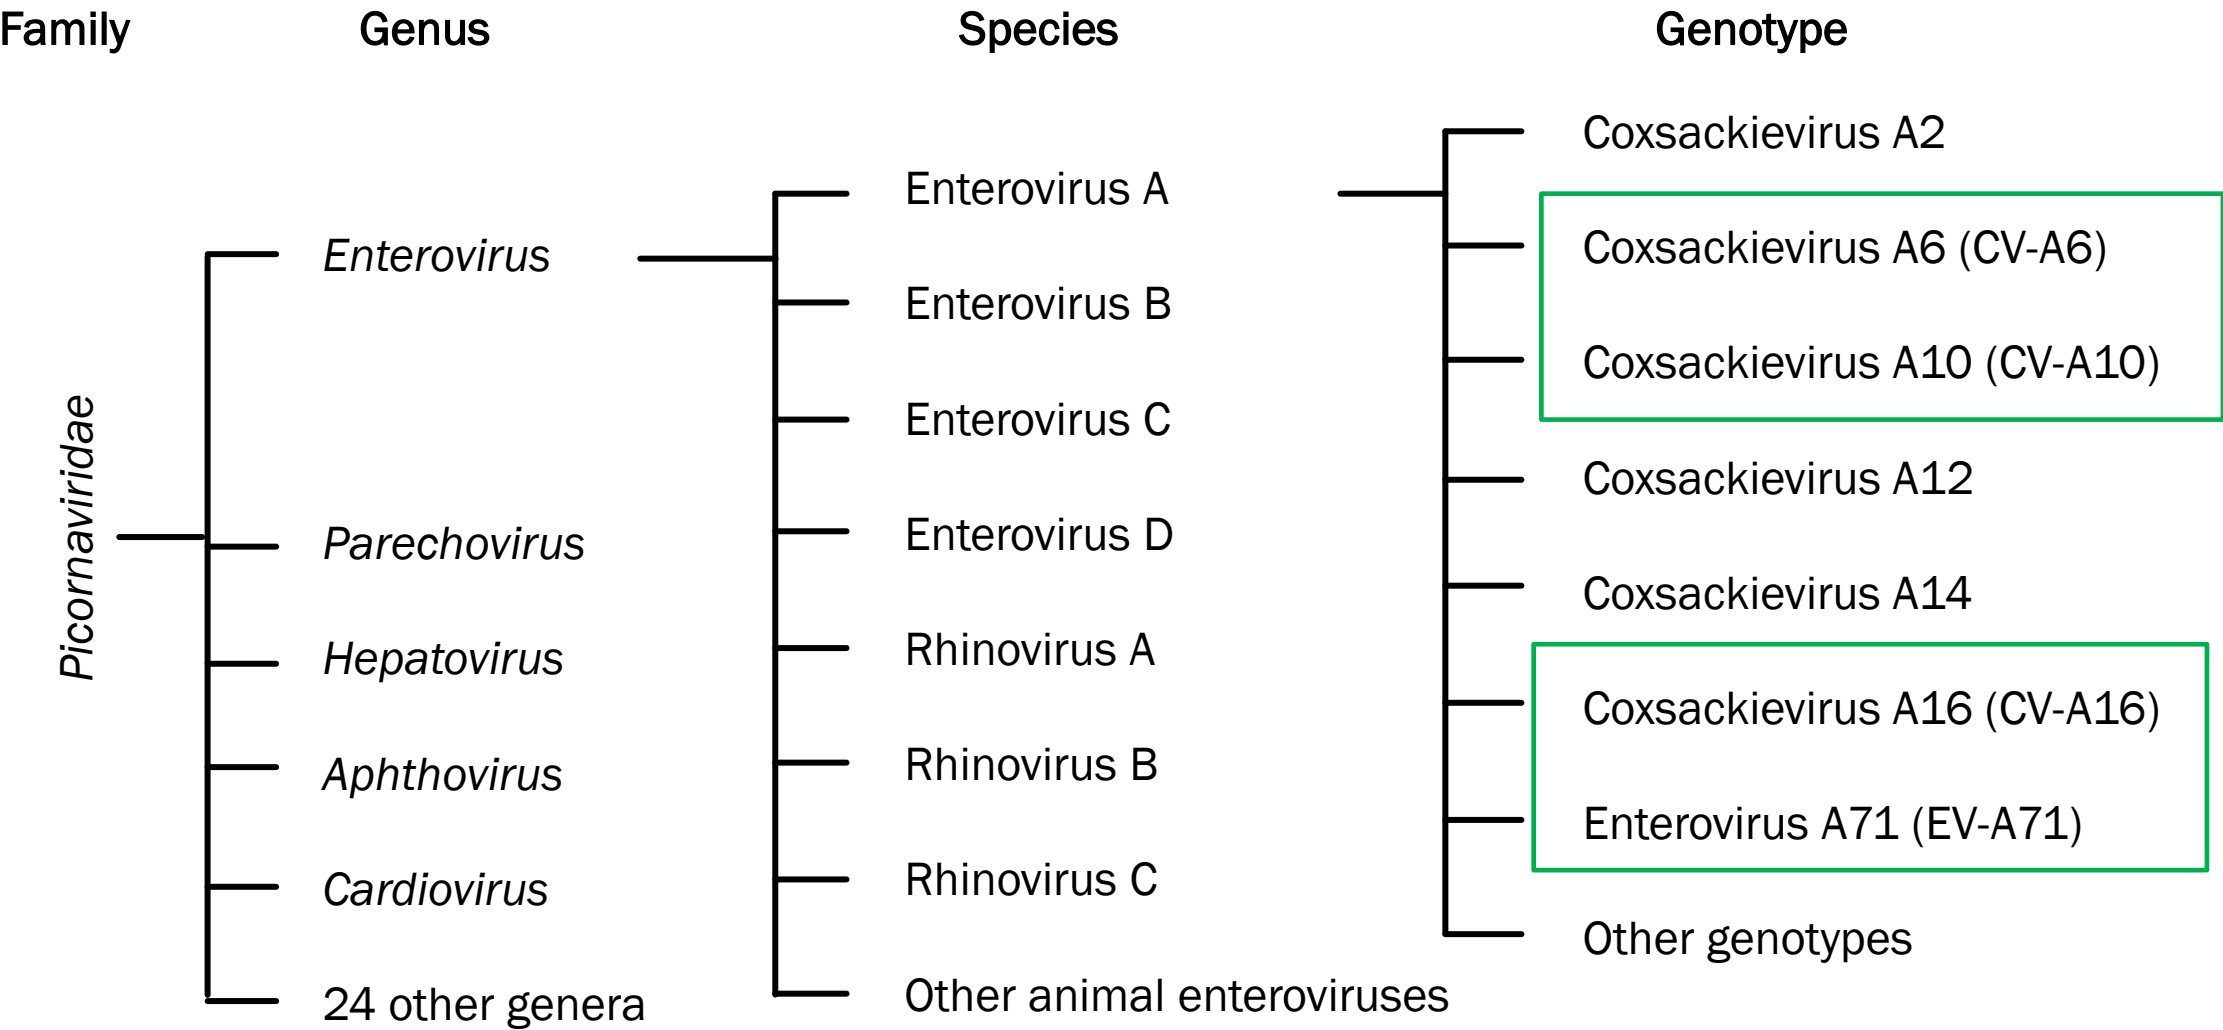 Family Genus Species Genotype
Picornaviridae
Enterovirus
Parechovirus
Hepatovirus
Aphthovirus
Cardiovirus
24 other genera
Enterovirus A
Enterovirus B
Enterovirus C
Enterovirus D
Rhinovirus A
Rhinovirus B
Rhinovirus C
Other animal enteroviruses
Coxsackievirus A2
Coxsackievirus A6 (CV-A6)
Coxsackievirus A10 (CV-A10)
Coxsackievirus A12
Coxsackievirus A14
Coxsackievirus A16 (CV-A16)
Enterovirus A71 (EV-A71)
Other genotypes